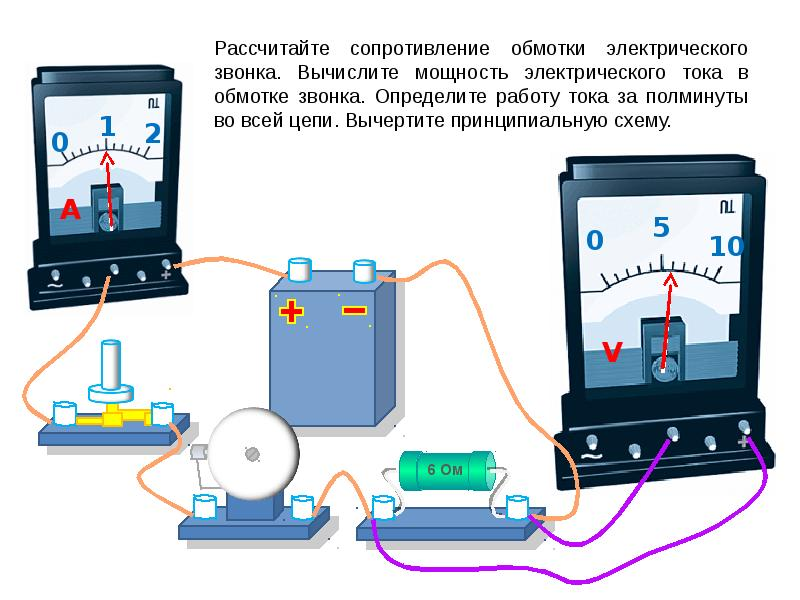 Рассчитайте сопротивление обмотки электрического
звонка. Вычислите мощность электрического тока в
обмотке звонка. Определите работу тока за полминуты
во всей цепи. Вычертите принципиальную схему.
0 1 2
A
~ +
0 5 10
V
~ +
+ −
6 Ом